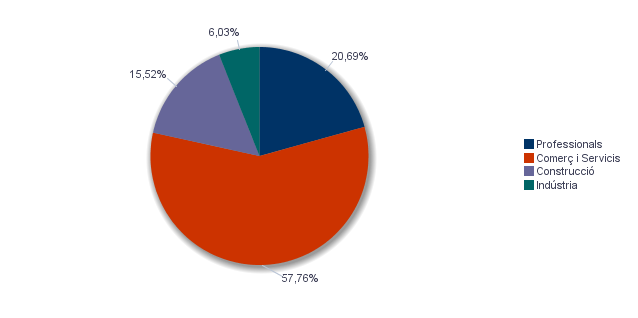 6,03%
20,69%
15,52%
57,76%
Professionals
Comerç i Servicis
Construcció
Indústria